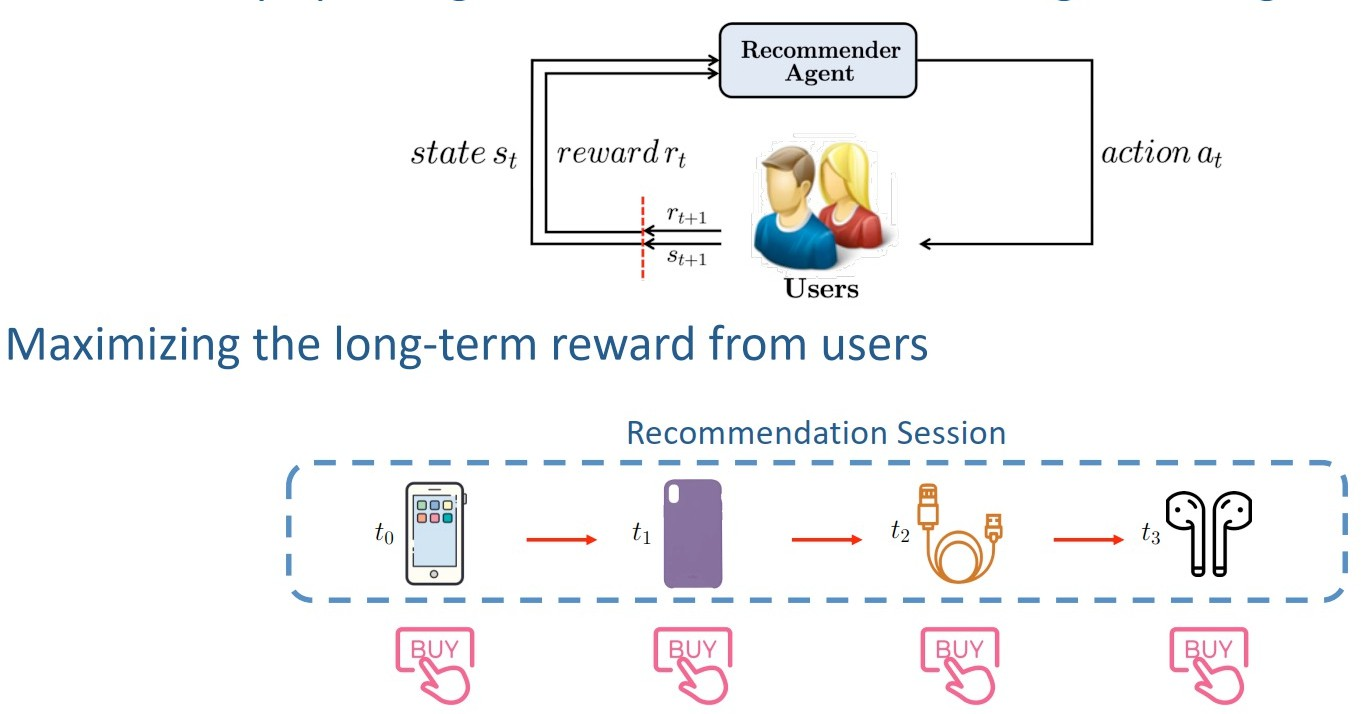 Recommender
Agent
state s_t
reward r_t
action a_t
r_{t+1}
s_{t+1}
Users
Maximizing the long-term reward from users
Recommendation Session
t_0
t_1
t_2
t_3
BUY
BUY
BUY
BUY